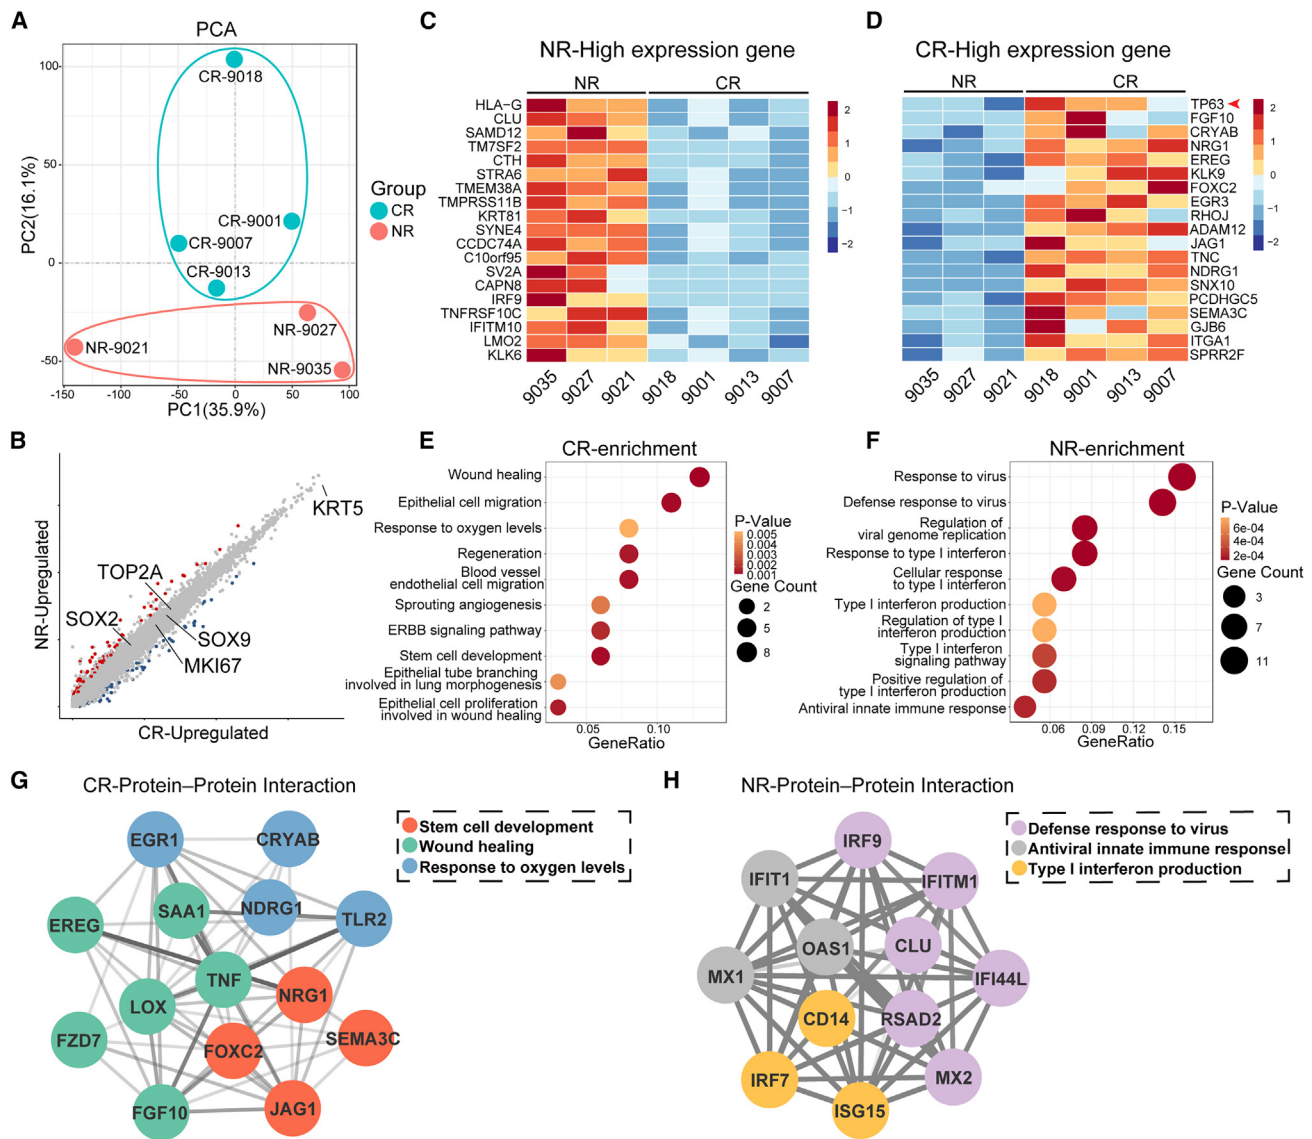 A
PCA
PC2(16.1%)
100
50
0
-50
-150
-100
-50
0
50
100
PC1(35.9%)
CR-9018
CR-9001
CR-9007
CR-9013
NR-9027
NR-9021
NR-9035
Group
CR
NR
B
NR-Upregulated
CR-Upregulated
KRT5
TOP2A
SOX2
SOX9
MKI67
C
NR-High expression gene
NR
CR
HLA-G
CLU
SAMD12
TM7SF2
CTH
STRA6
TMEM38A
TMPRSS11B
KRT81
SYNE4
CCDC74A
C10orf95
SV2A
CAPN8
IRF9
TNFRSF10C
IFITM10
LMO2
KLK6
9035
9027
9021
9018
9001
9013
9007
2
1
0
-1
-2
D
CR-High expression gene
NR
CR
TP63
FGF10
CRYAB
NRG1
EREG
KLK9
FOXC2
EGR3
RHOJ
ADAM12
JAG1
TNC
NDRG1
SNX10
PCDHGC5
SEMA3C
GJB6
ITGA1
SPRR2F
9035
9027
9021
9018
9001
9013
9007
2
1
0
-1
-2
E
CR-enrichment
Wound healing
Epithelial cell migration
Response to oxygen levels
Regeneration
Blood vessel
endothelial cell migration
Sprouting angiogenesis
ERBB signaling pathway
Stem cell development
Epithelial tube branching
involved in lung morphogenesis
Epithelial cell proliferation
involved in wound healing
0.05
0.10
GeneRatio
P-Value
0.005
0.004
0.003
0.002
0.001
Gene Count
2
5
8
F
NR-enrichment
Response to virus
Defense response to virus
Regulation of
viral genome replication
Response to type I interferon
Cellular response
to type I interferon
Type I interferon production
Regulation of type I
interferon production
Type I interferon
signaling pathway
Positive regulation of
type I interferon production
Antiviral innate immune response
0.06
0.09
0.12
0.15
GeneRatio
P-Value
6e-04
4e-04
2e-04
Gene Count
3
7
11
G
CR-Protein–Protein Interaction
EGR1
CRYAB
EREG
SAA1
NDRG1
TLR2
TNF
LOX
NRG1
FZD7
FOXC2
SEMA3C
FGF10
JAG1
Stem cell development
Wound healing
Response to oxygen levels
H
NR-Protein–Protein Interaction
IRF9
IFIT1
IFITM1
OAS1
CLU
MX1
IFI44L
CD14
RSAD2
IRF7
MX2
ISG15
Defense response to virus
Antiviral innate immune response
Type I interferon production